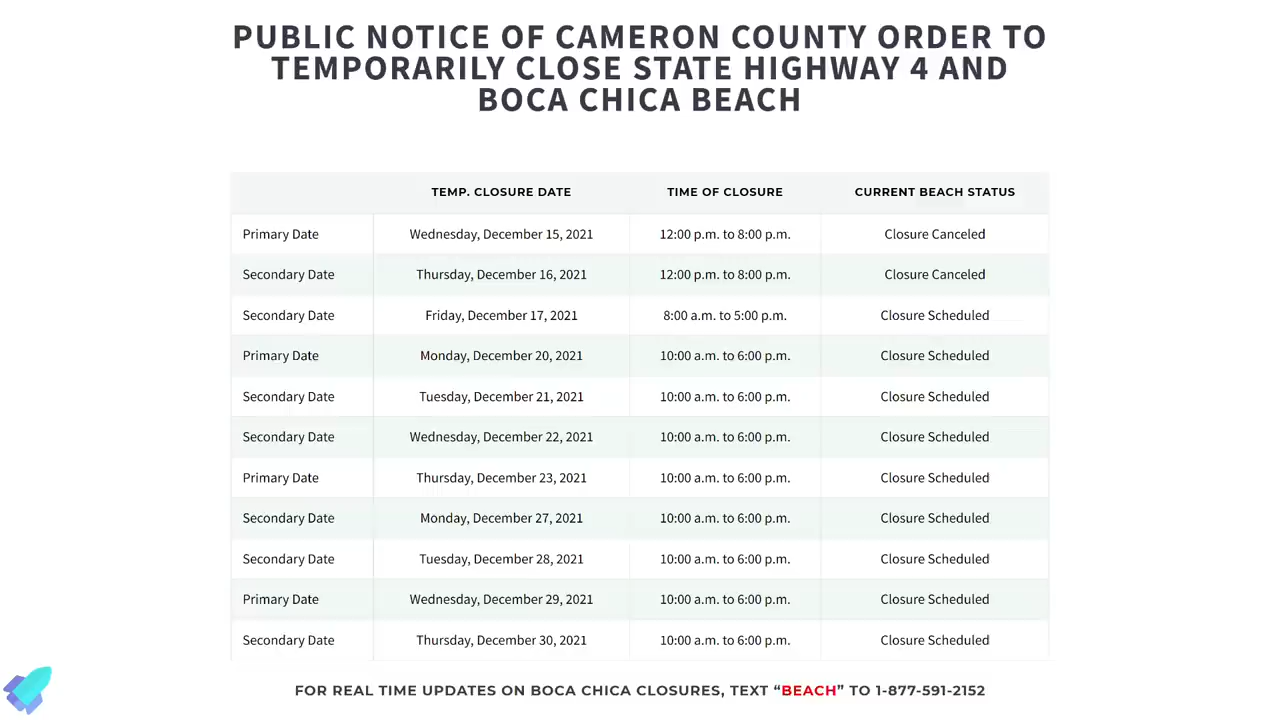 PUBLIC NOTICE OF CAMERON COUNTY ORDER TO
TEMPORARILY CLOSE STATE HIGHWAY 4 AND
BOCA CHICA BEACH
TEMP. CLOSURE DATE TIME OF CLOSURE CURRENT BEACH STATUS
Primary Date Wednesday, December 15, 2021 12:00 p.m. to 8:00 p.m. Closure Canceled
Secondary Date Thursday, December 16, 2021 12:00 p.m. to 8:00 p.m. Closure Canceled
Secondary Date Friday, December 17, 2021 8:00 a.m. to 5:00 p.m. Closure Scheduled
Primary Date Monday, December 20, 2021 10:00 a.m. to 6:00 p.m. Closure Scheduled
Secondary Date Tuesday, December 21, 2021 10:00 a.m. to 6:00 p.m. Closure Scheduled
Secondary Date Wednesday, December 22, 2021 10:00 a.m. to 6:00 p.m. Closure Scheduled
Primary Date Thursday, December 23, 2021 10:00 a.m. to 6:00 p.m. Closure Scheduled
Secondary Date Monday, December 27, 2021 10:00 a.m. to 6:00 p.m. Closure Scheduled
Secondary Date Tuesday, December 28, 2021 10:00 a.m. to 6:00 p.m. Closure Scheduled
Primary Date Wednesday, December 29, 2021 10:00 a.m. to 6:00 p.m. Closure Scheduled
Secondary Date Thursday, December 30, 2021 10:00 a.m. to 6:00 p.m. Closure Scheduled
FOR REAL TIME UPDATES ON BOCA CHICA CLOSURES, TEXT “BEACH” TO 1-877-591-2152